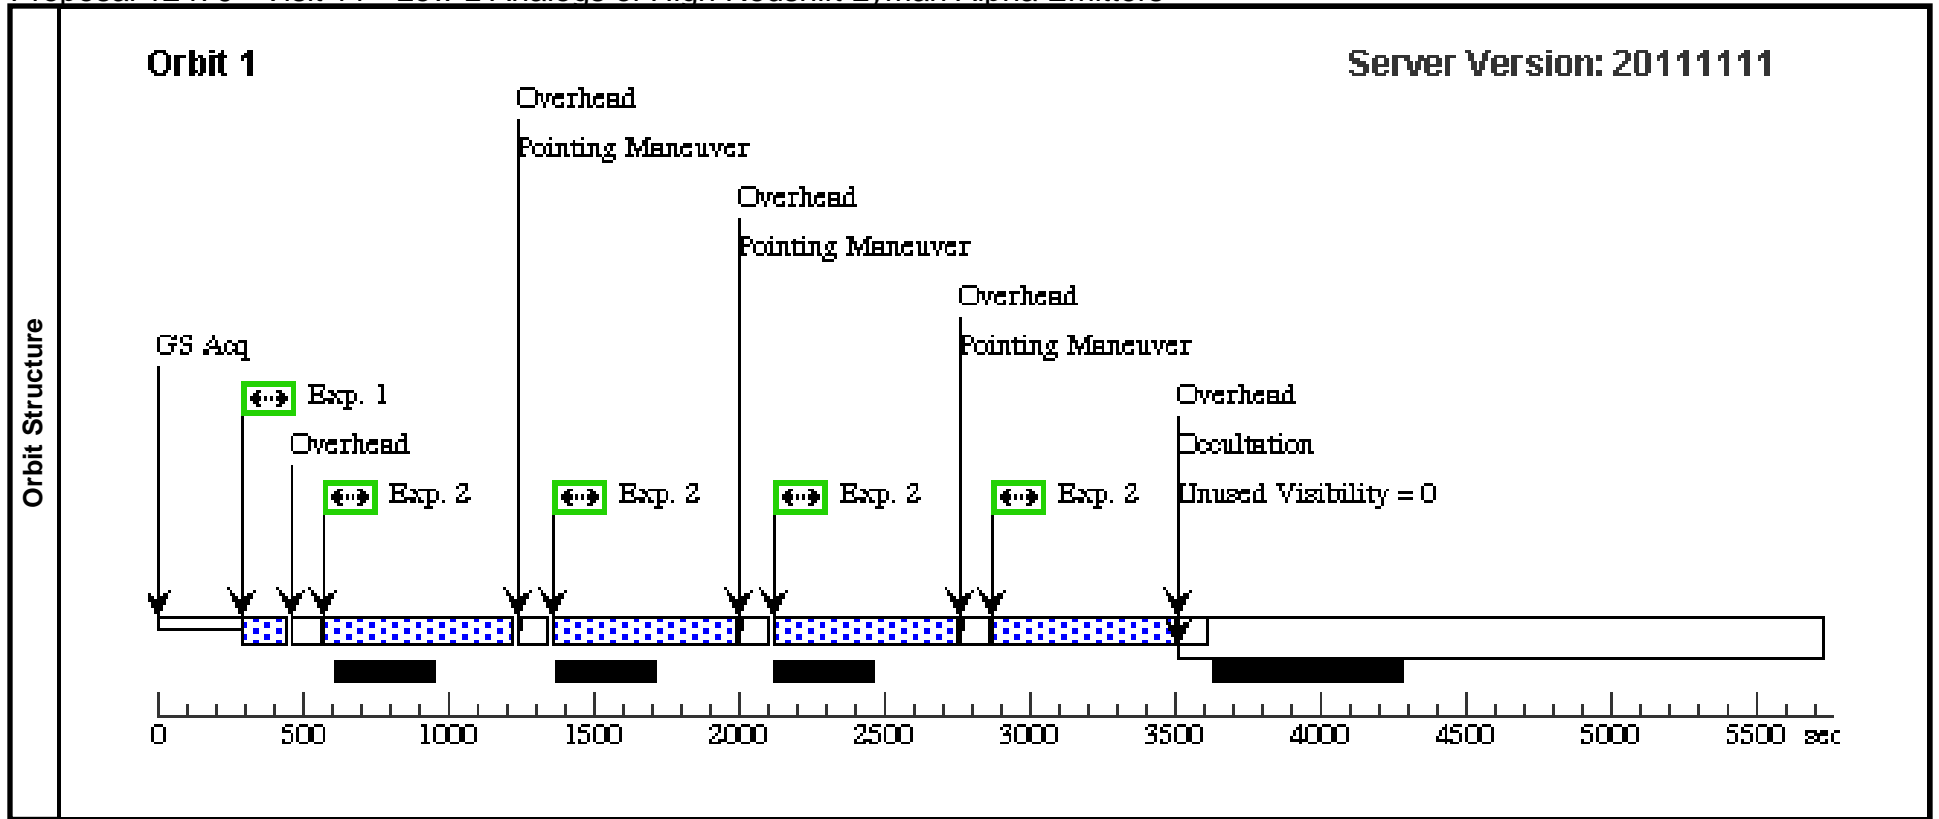 Orbit 1
Server Version: 20111111
Overhead
Pointing Maneuver
Overhead
Pointing Maneuver
Overhead
Pointing Maneuver
GS Acq
Exp. 1
Overhead
Exp. 2
Exp. 2
Exp. 2
Exp. 2
Overhead
Occultation
Unused Visibility = 0
Orbit Structure
0 500 1000 1500 2000 2500 3000 3500 4000 4500 5000 5500 sec